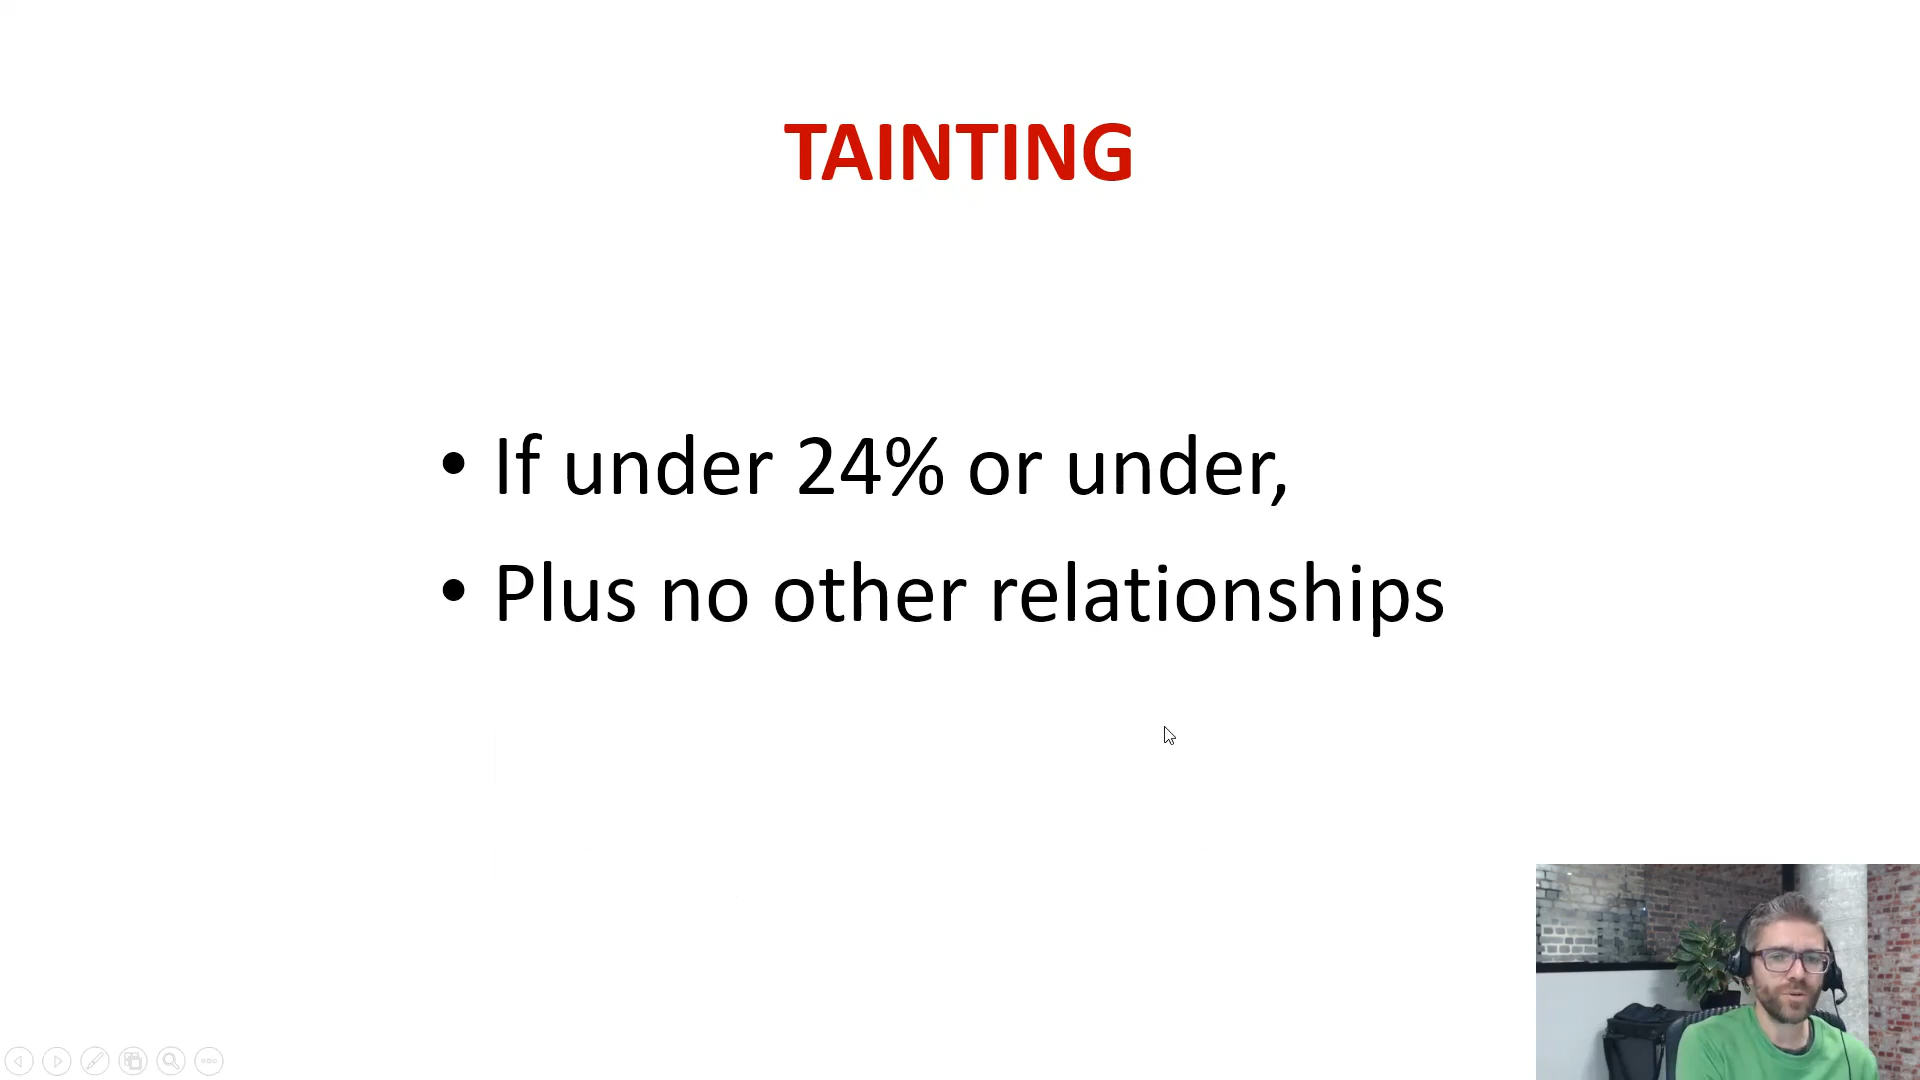 TAINTING
• If under 24% or under,
• Plus no other relationships